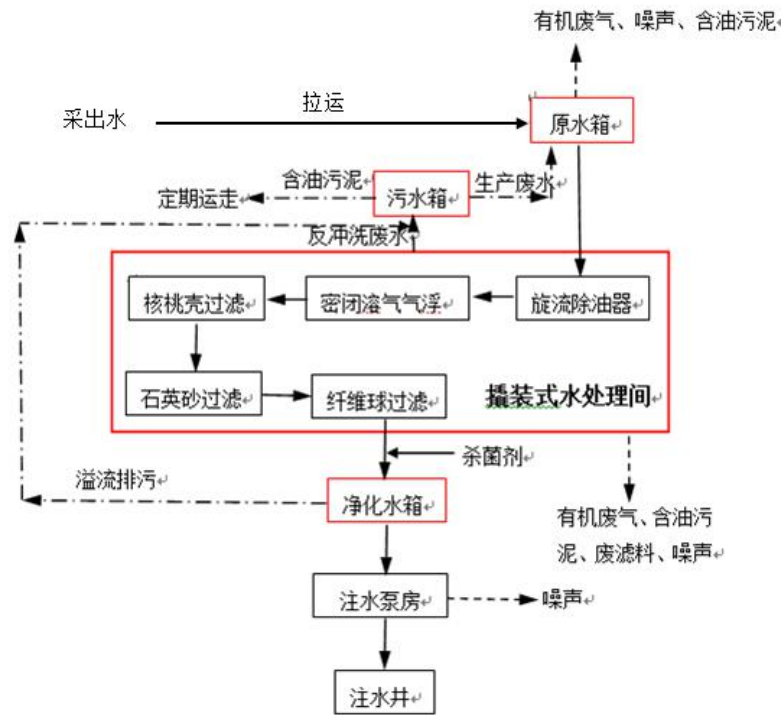 有机废气、噪声、含油污泥
拉运
采出水
原水箱
含油污泥
生产废水
定期运走
污水箱
反冲洗废水
核桃壳过滤
密闭溶气气浮
旋流除油器
石英砂过滤
纤维球过滤
撬装式水处理间
杀菌剂
溢流排污
净化水箱
有机废气、含油污
泥、废滤料、噪声
注水泵房
噪声
注水井